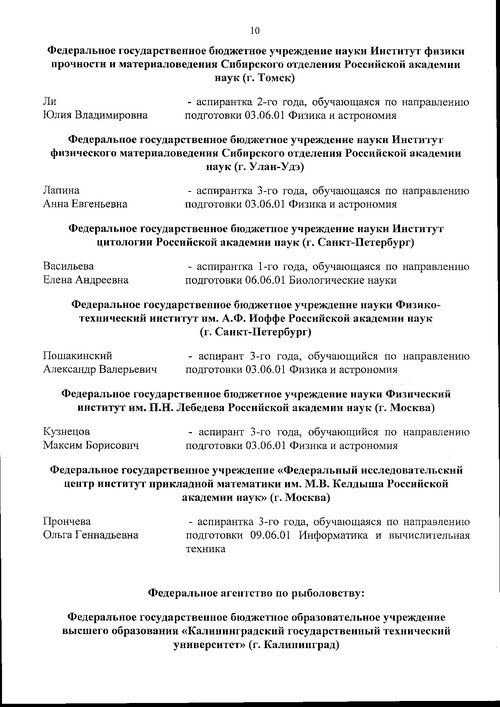 10
Федеральное государственное бюджетное учреждение науки Институт физики
прочности и материаловедения Сибирского отделения Российской академии
наук (г. Томск)
Ли - аспирантка 2-го года, обучающаяся по направлению
Юлия Владимировна подготовки 03.06.01 Физика и астрономия
Федеральное государственное бюджетное учреждение науки Институт
физического материаловедения Сибирского отделения Российской академии
наук (г. Улан-Удэ)
Лапина - аспирантка 3-го года, обучающаяся по направлению
Анна Евгеньевна подготовки 03.06.01 Физика и астрономия
Федеральное государственное бюджетное учреждение науки Институт
цитологии Российской академии наук (г. Санкт-Петербург)
Васильева - аспирантка 1-го года, обучающаяся по направлению
Елена Андреевна подготовки 06.06.01 Биологические науки
Федеральное государственное бюджетное учреждение науки Физико-
технический институт им. А.Ф. Иоффе Российской академии наук
(г. Санкт-Петербург)
Пошакинский - аспирант 3-го года, обучающийся по направлению
Александр Валерьевич подготовки 03.06.01 Физика и астрономия
Федеральное государственное бюджетное учреждение науки Физический
институт им. П.Н. Лебедева Российской академии наук (г. Москва)
Кузнецов - аспирант 3-го года, обучающийся по направлению
Максим Борисович подготовки 03.06.01 Физика и астрономия
Федеральное государственное учреждение «Федеральный исследовательский
центр институт прикладной математики им. М.В. Келдыша Российской
академии наук» (г. Москва)
Прончева - аспирантка 3-го года, обучающаяся по направлению
Ольга Геннадьевна подготовки 09.06.01 Информатика и вычислительная
техника
Федеральное агентство по рыболовству:
Федеральное государственное бюджетное образовательное учреждение
высшего образования «Калининградский государственный технический
университет» (г. Калининград)